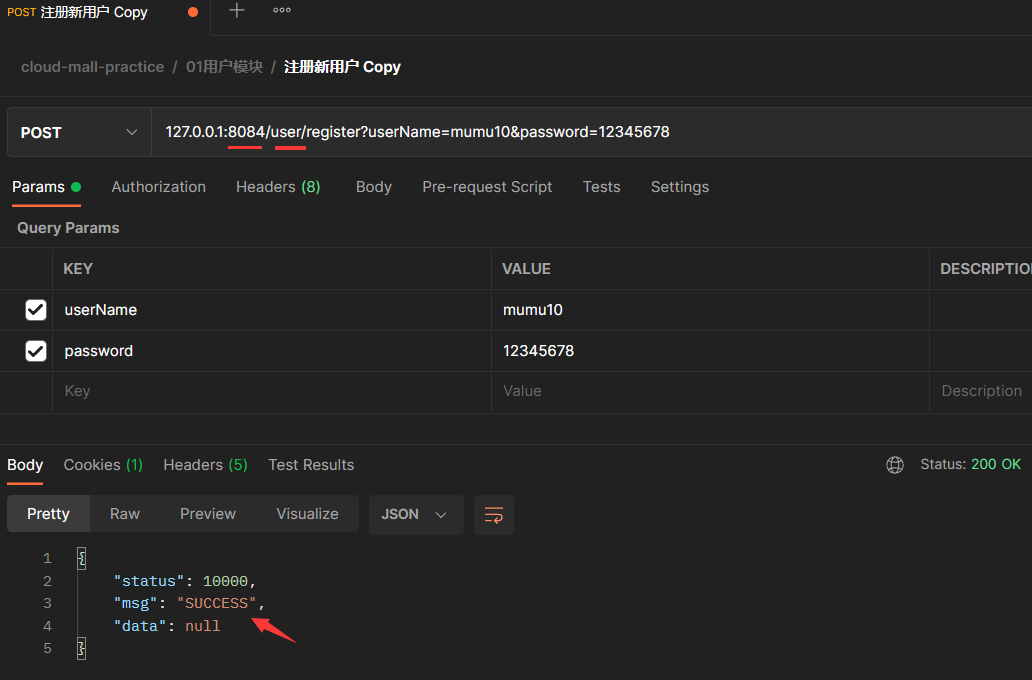 POST 注册新用户 Copy
cloud-mall-practice / 01用户模块 / 注册新用户 Copy
POST 127.0.0.1:8084/user/register?userName=mumu10&password=12345678
Params Authorization Headers (8) Body Pre-request Script Tests Settings
Query Params
KEY VALUE DESCRIPTIO
userName mumu10
password 12345678
Key Value Description
Body Cookies (1) Headers (5) Test Results Status: 200 OK
Pretty Raw Preview Visualize JSON
1 {
2 "status": 10000,
3 "msg": "SUCCESS",
4 "data": null
5 }